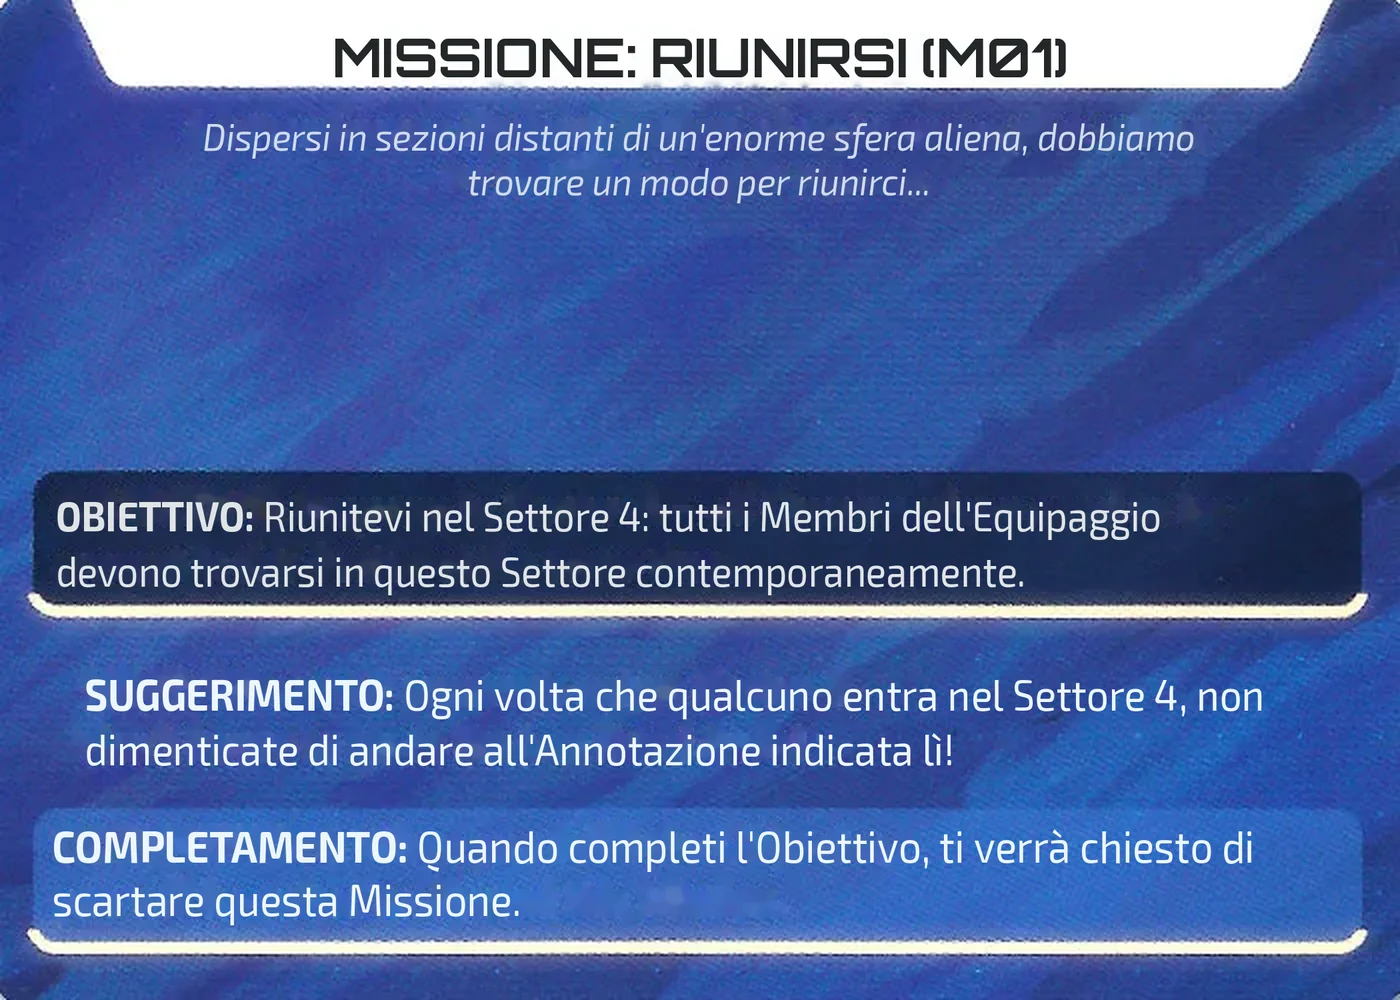 MISSIONE: RIUNIRSI (M01)
Dispersi in sezioni distanti di un'enorme sfera aliena, dobbiamo
trovare un modo per riunirci...
OBIETTIVO: Riunitevi nel Settore 4: tutti i Membri dell'Equipaggio
devono trovarsi in questo Settore contemporaneamente.
SUGGERIMENTO: Ogni volta che qualcuno entra nel Settore 4, non
dimenticate di andare all'Annotazione indicata lì!
COMPLETAMENTO: Quando completi l'Obiettivo, ti verrà chiesto di
scartare questa Missione.